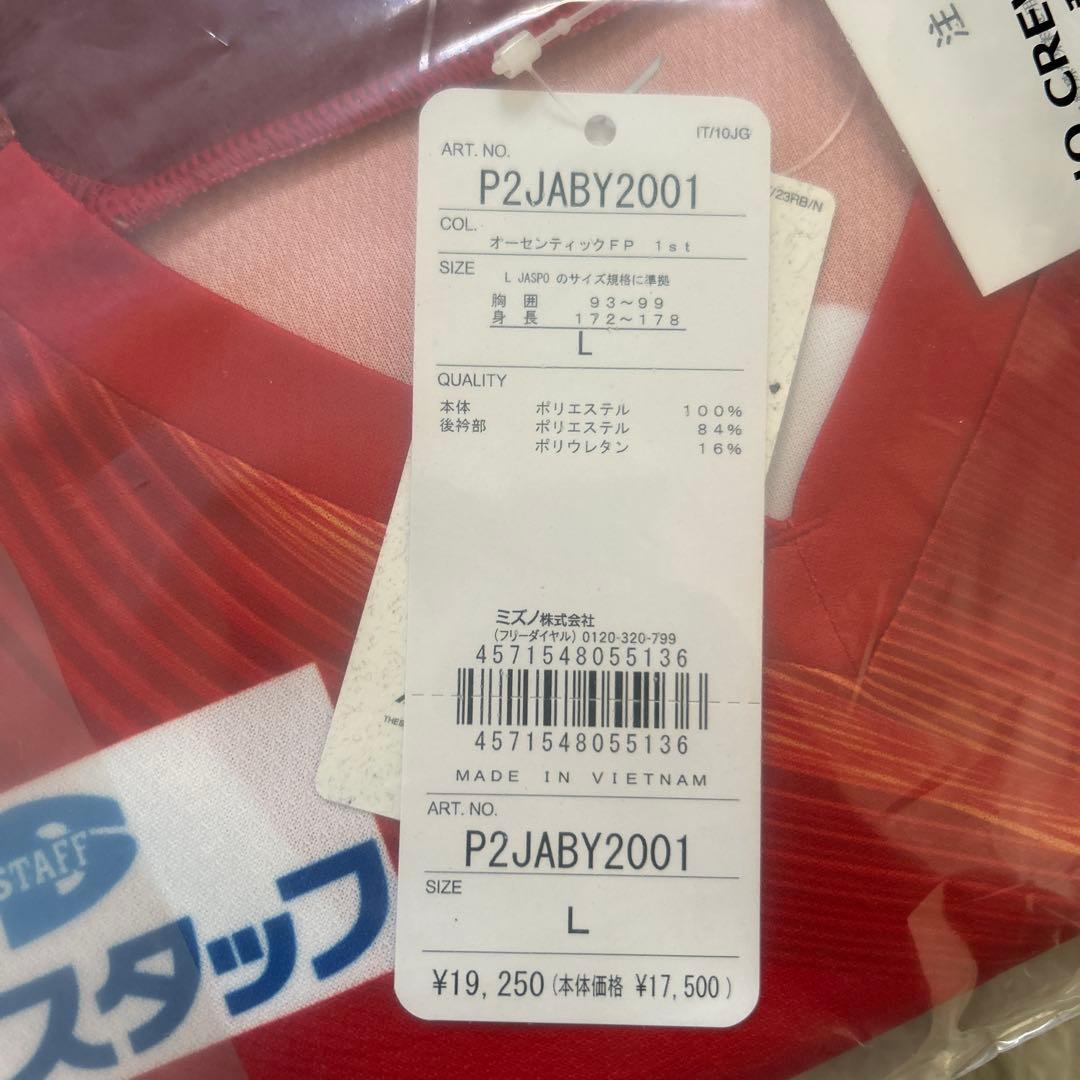 注
IO CREW
IT/10JG
ART. NO.
P2JABY2001
/23RB/N
COL.
オーセンティックFP 1st
SIZE
L JASPO のサイズ規格に準拠
胸 囲 93～99
身 長 172～178
L
QUALITY
本体 ポリエステル 100%
後衿部 ポリエステル 84%
ポリウレタン 16%
ミズノ株式会社
(フリーダイヤル) 0120-320-799
4571548055136
4571548055136
MADE IN VIETNAM
ART. NO.
P2JABY2001
SIZE
L
¥19,250 (本体価格 ¥17,500)
STAFF
スタッフ